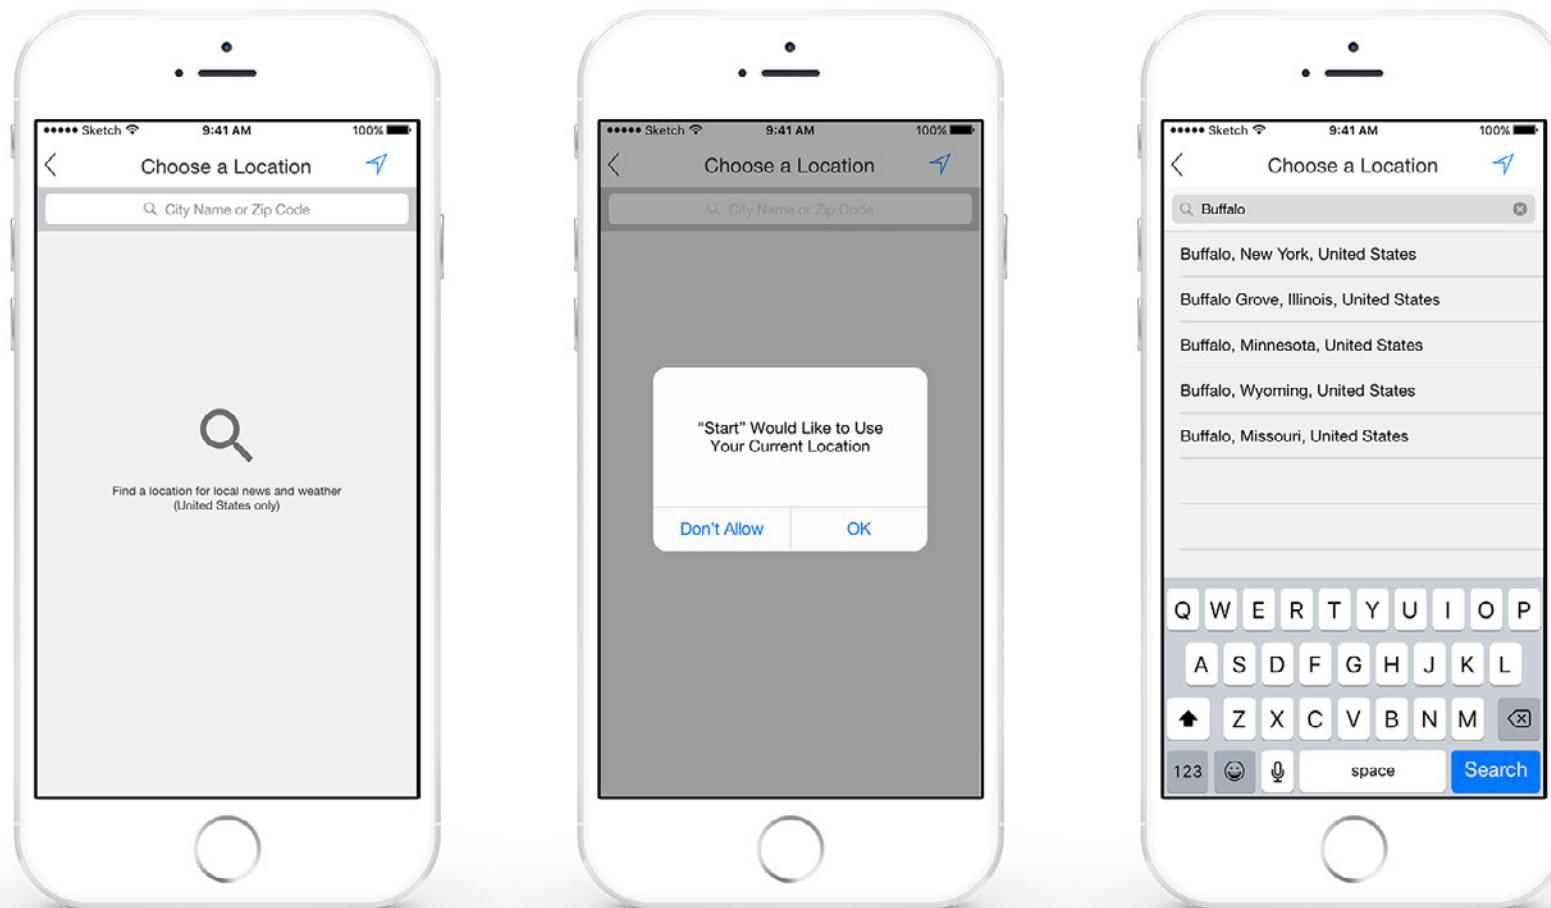 Sketch 9:41 AM 100%
Choose a Location
City Name or Zip Code
Find a location for local news and weather
(United States only)
Sketch 9:41 AM 100%
Choose a Location
City Name or Zip Code
“Start” Would Like to Use
Your Current Location
Don't Allow OK
Sketch 9:41 AM 100%
Choose a Location
Buffalo
Buffalo, New York, United States
Buffalo Grove, Illinois, United States
Buffalo, Minnesota, United States
Buffalo, Wyoming, United States
Buffalo, Missouri, United States
Q W E R T Y U I O P
A S D F G H J K L
Z X C V B N M
123 space Search